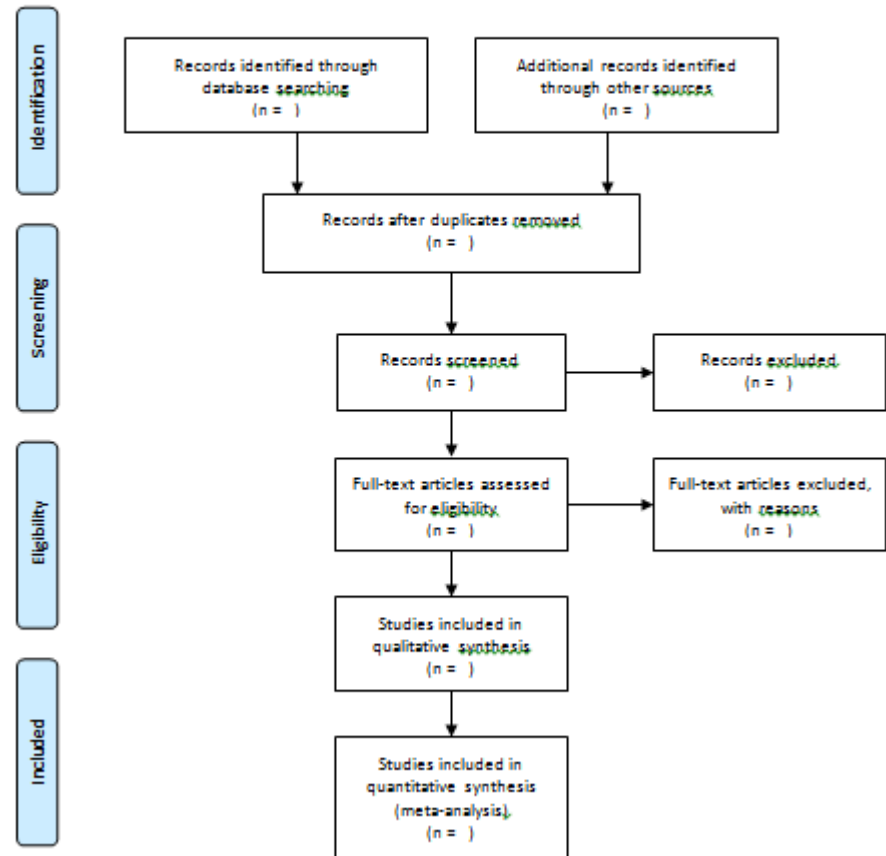 Identification
Records identified through
database searching
(n =  )
Additional records identified
through other sources
(n =  )
Records after duplicates removed
(n =  )
Screening
Records screened
(n =  )
Records excluded
(n =  )
Eligibility
Full-text articles assessed
for eligibility
(n =  )
Full-text articles excluded,
with reasons
(n =  )
Studies included in
qualitative synthesis
(n =  )
Included
Studies included in
quantitative synthesis
(meta-analysis)
(n =  )